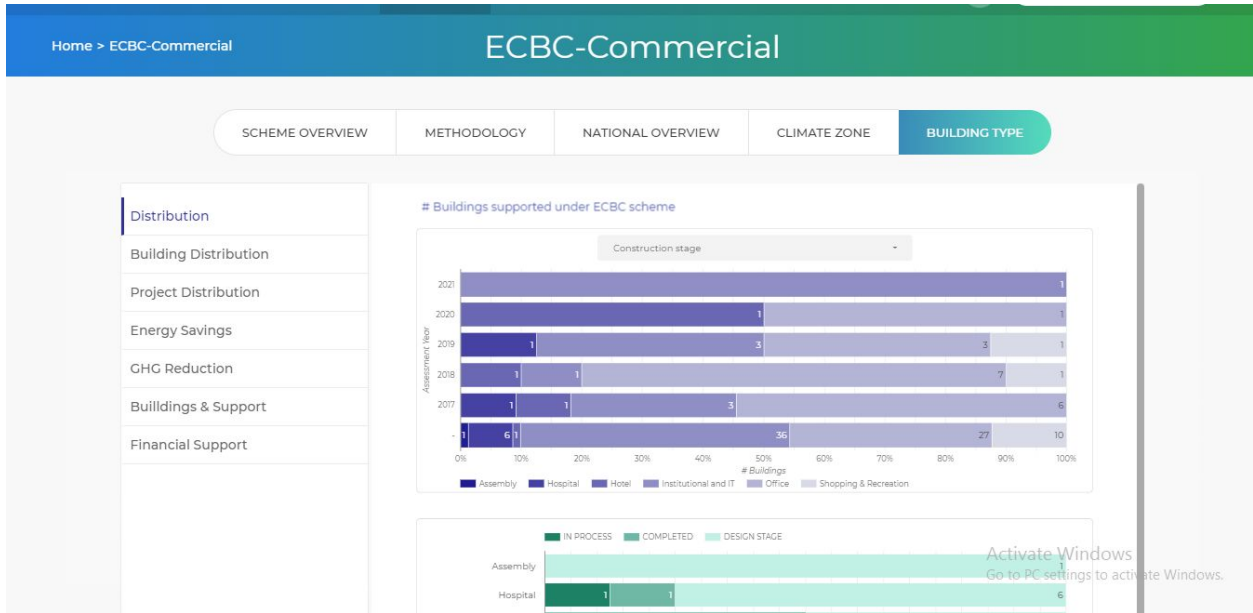 Home > ECBC-Commercial
ECBC-Commercial
SCHEME OVERVIEW
METHODOLOGY
NATIONAL OVERVIEW
CLIMATE ZONE
BUILDING TYPE
Distribution
Building Distribution
Project Distribution
Energy Savings
GHG Reduction
Builldings & Support
Financial Support
# Buildings supported under ECBC scheme
Construction stage
Assessment Year
2021 1
2020 1 1
2019 1 3 3 1
2018 1 1 7 1
2017 1 1 3 6
- 1 6 1 36 27 10
0% 10% 20% 30% 40% 50% 60% 70% 80% 90% 100%
# Buildings
Assembly Hospital Hotel Institutional and IT Office Shopping & Recreation
IN PROCESS COMPLETED DESIGN STAGE
Assembly 1
Hospital 1 1 6
Activate Windows
Go to PC settings to activate Windows.